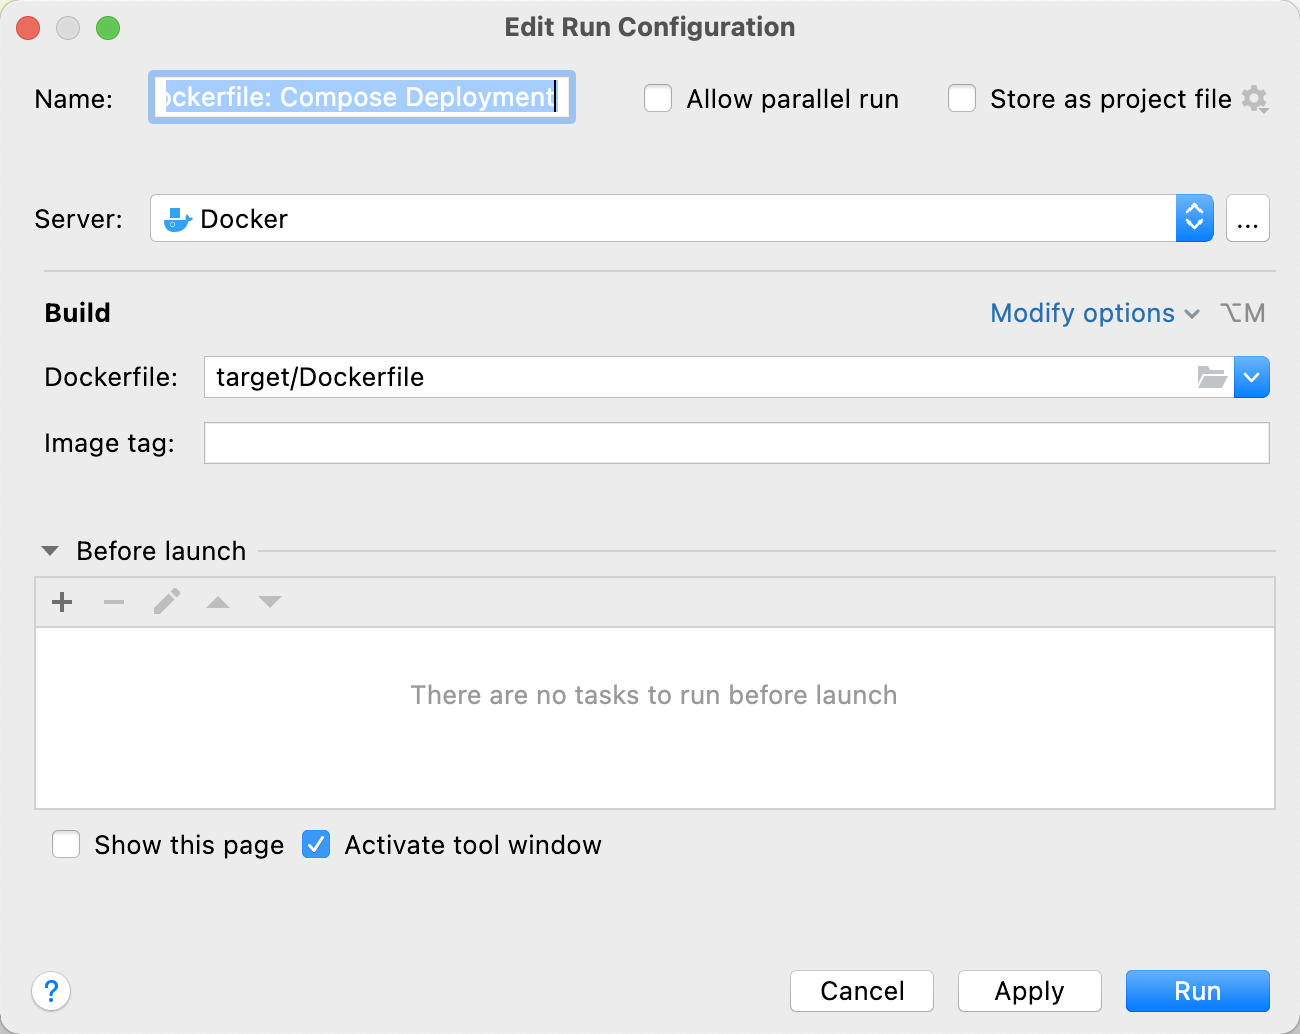 Edit Run Configuration
Name: ockerfile: Compose Deployment Allow parallel run Store as project file
Server: Docker ...
Build Modify options ⌥M
Dockerfile: target/Dockerfile
Image tag:
Before launch
There are no tasks to run before launch
Show this page Activate tool window
? Cancel Apply Run